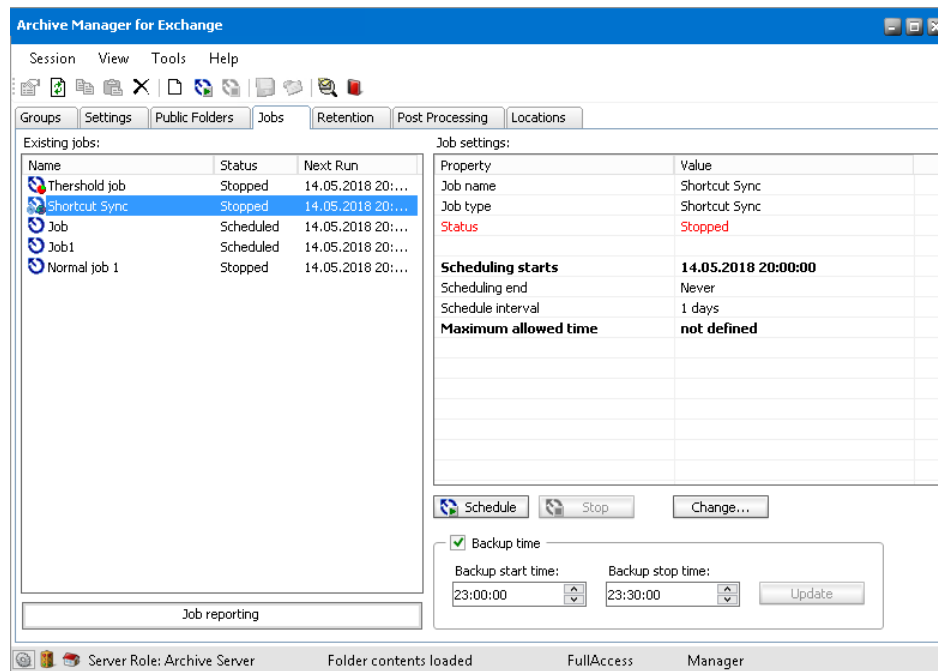 Archive Manager for Exchange
Session View Tools Help
Groups Settings Public Folders Jobs Retention Post Processing Locations
Existing jobs: Job settings:
Name Status Next Run Property Value
Thershold job Stopped 14.05.2018 20:... Job name Shortcut Sync
Shortcut Sync Stopped 14.05.2018 20:... Job type Shortcut Sync
Job Scheduled 14.05.2018 20:... Status Stopped
Job1 Scheduled 14.05.2018 20:...
Normal job 1 Stopped 14.05.2018 20:... Scheduling starts 14.05.2018 20:00:00
Scheduling end Never
Schedule interval 1 days
Maximum allowed time not defined
Schedule Stop Change...
Backup time
Backup start time: Backup stop time:
23:00:00 23:30:00 Update
Job reporting
Server Role: Archive Server Folder contents loaded FullAccess Manager